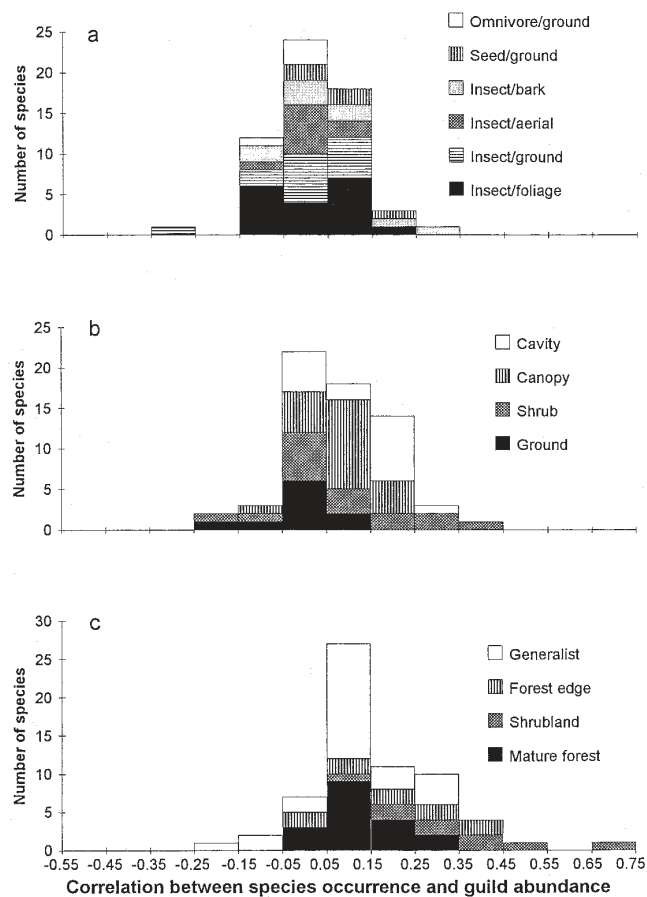 a
Omnivore/ground
Seed/ground
Insect/bark
Insect/aerial
Insect/ground
Insect/foliage
Number of species
25
20
15
10
5
0
b
Cavity
Canopy
Shrub
Ground
Number of species
25
20
15
10
5
0
c
Generalist
Forest edge
Shrubland
Mature forest
Number of species
30
25
20
15
10
5
0
-0.55 -0.45 -0.35 -0.25 -0.15 -0.05 0.05 0.15 0.25 0.35 0.45 0.55 0.65 0.75
Correlation between species occurrence and guild abundance